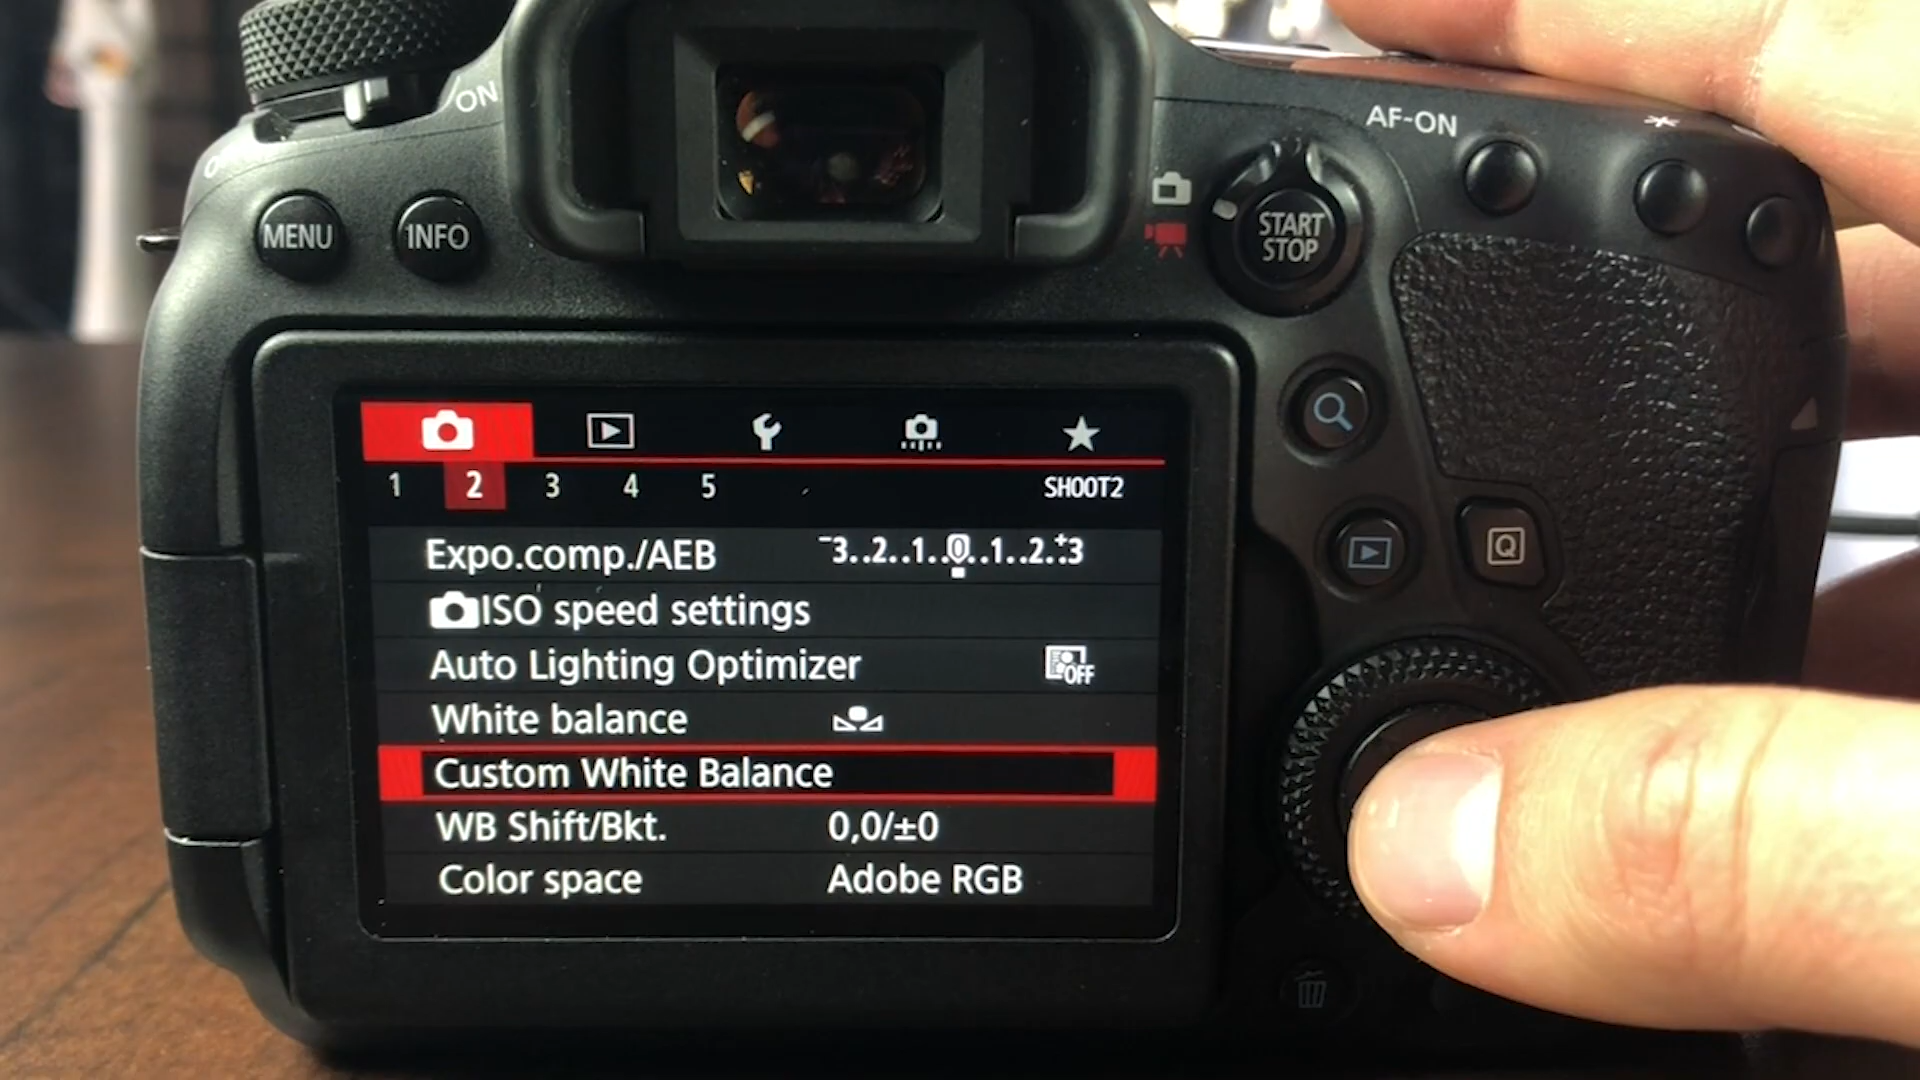 ON
AF-ON
MENU
INFO
START
STOP
1 2 3 4 5 SHOOT2
Expo.comp./AEB -3..2..1..0..1..2..+3
ISO speed settings
Auto Lighting Optimizer OFF
White balance
Custom White Balance
WB Shift/Bkt. 0,0/±0
Color space Adobe RGB
Q